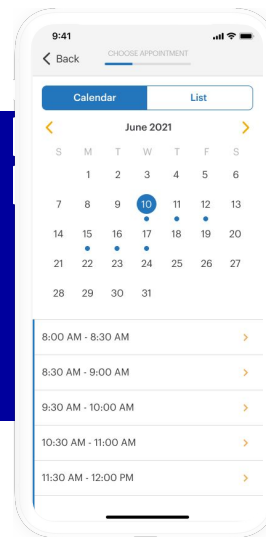 9:41
Back
CHOOSE APPOINTMENT
Calendar List
June 2021
S M T W T F S
1 2 3 4 5 6
7 8 9 10 11 12 13
14 15 16 17 18 19 20
21 22 23 24 25 26 27
28 29 30 31
8:00 AM - 8:30 AM
8:30 AM - 9:00 AM
9:30 AM - 10:00 AM
10:30 AM - 11:00 AM
11:30 AM - 12:00 PM